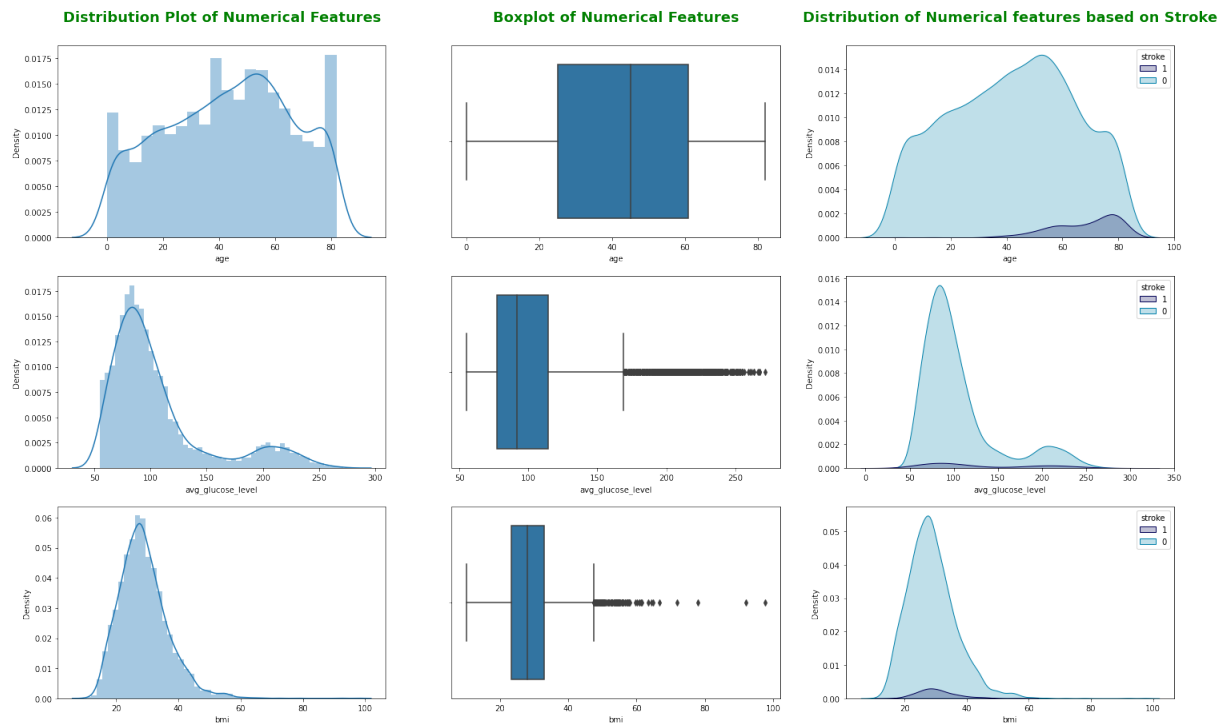 Distribution Plot of Numerical Features
Boxplot of Numerical Features
Distribution of Numerical features based on Stroke
0.0175
0.0150
0.0125
0.0100
0.0075
0.0050
0.0025
0.0000
Density
0 20 40 60 80
age
0 20 40 60 80
age
stroke
1
0
0.014
0.012
0.010
0.008
0.006
0.004
0.002
0.000
Density
0 20 40 60 80 100
age
0.0175
0.0150
0.0125
0.0100
0.0075
0.0050
0.0025
0.0000
Density
50 100 150 200 250 300
avg_glucose_level
50 100 150 200 250
avg_glucose_level
stroke
1
0
0.016
0.014
0.012
0.010
0.008
0.006
0.004
0.002
0.000
Density
0 50 100 150 200 250 300 350
avg_glucose_level
0.06
0.05
0.04
0.03
0.02
0.01
0.00
Density
20 40 60 80 100
bmi
20 40 60 80 100
bmi
stroke
1
0
0.05
0.04
0.03
0.02
0.01
0.00
Density
20 40 60 80 100
bmi